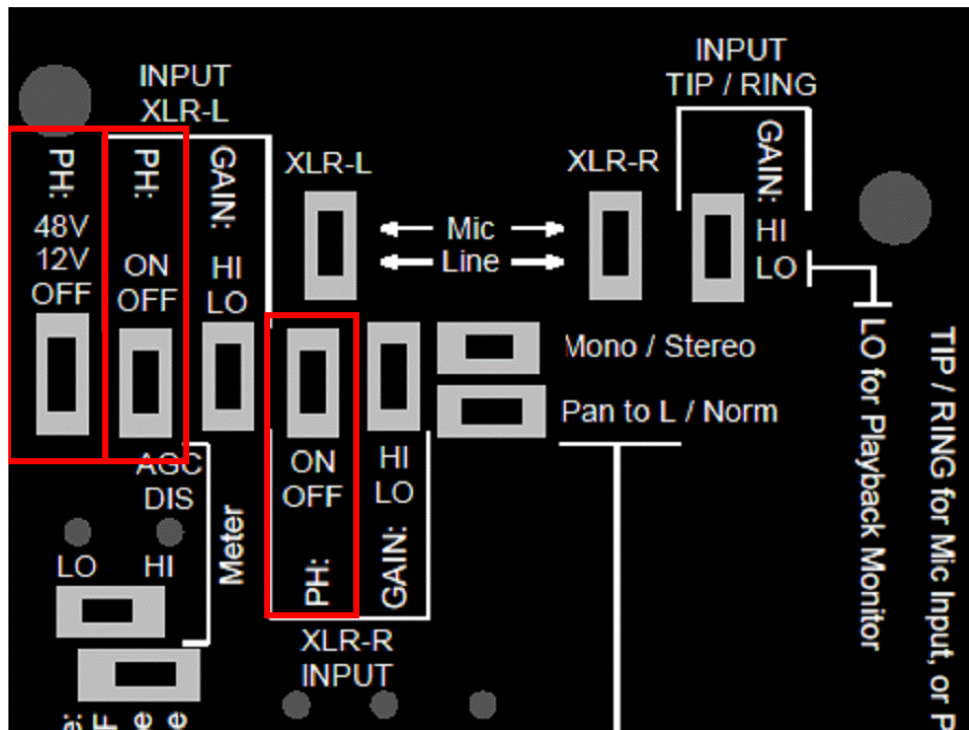 INPUT
XLR-L
PH:
48V
12V
OFF
PH:
ON
OFF
GAIN:
HI
LO
XLR-L
Mic
Line
XLR-R
INPUT
TIP / RING
GAIN:
HI
LO
LO for Playback Monitor
TIP / RING for Mic Input, or P
Mono / Stereo
Pan to L / Norm
AGC
DIS
LO HI
Meter
ON
OFF
PH:
HI
LO
GAIN:
XLR-R
INPUT